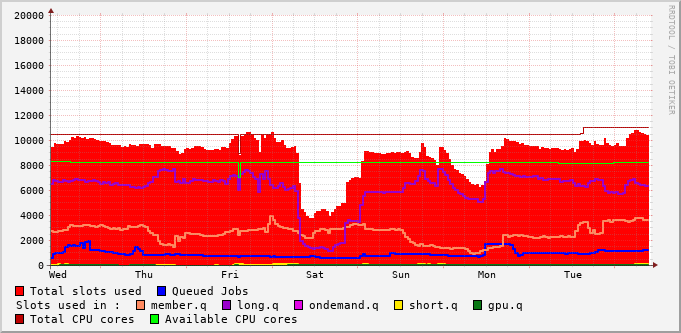 20000
18000
16000
14000
12000
10000
8000
6000
4000
2000
0
Wed Thu Fri Sat Sun Mon Tue
RRDTOOL / TOBI OETIKER
Total slots used Queued Jobs
Slots used in : member.q long.q ondemand.q short.q gpu.q
Total CPU cores Available CPU cores